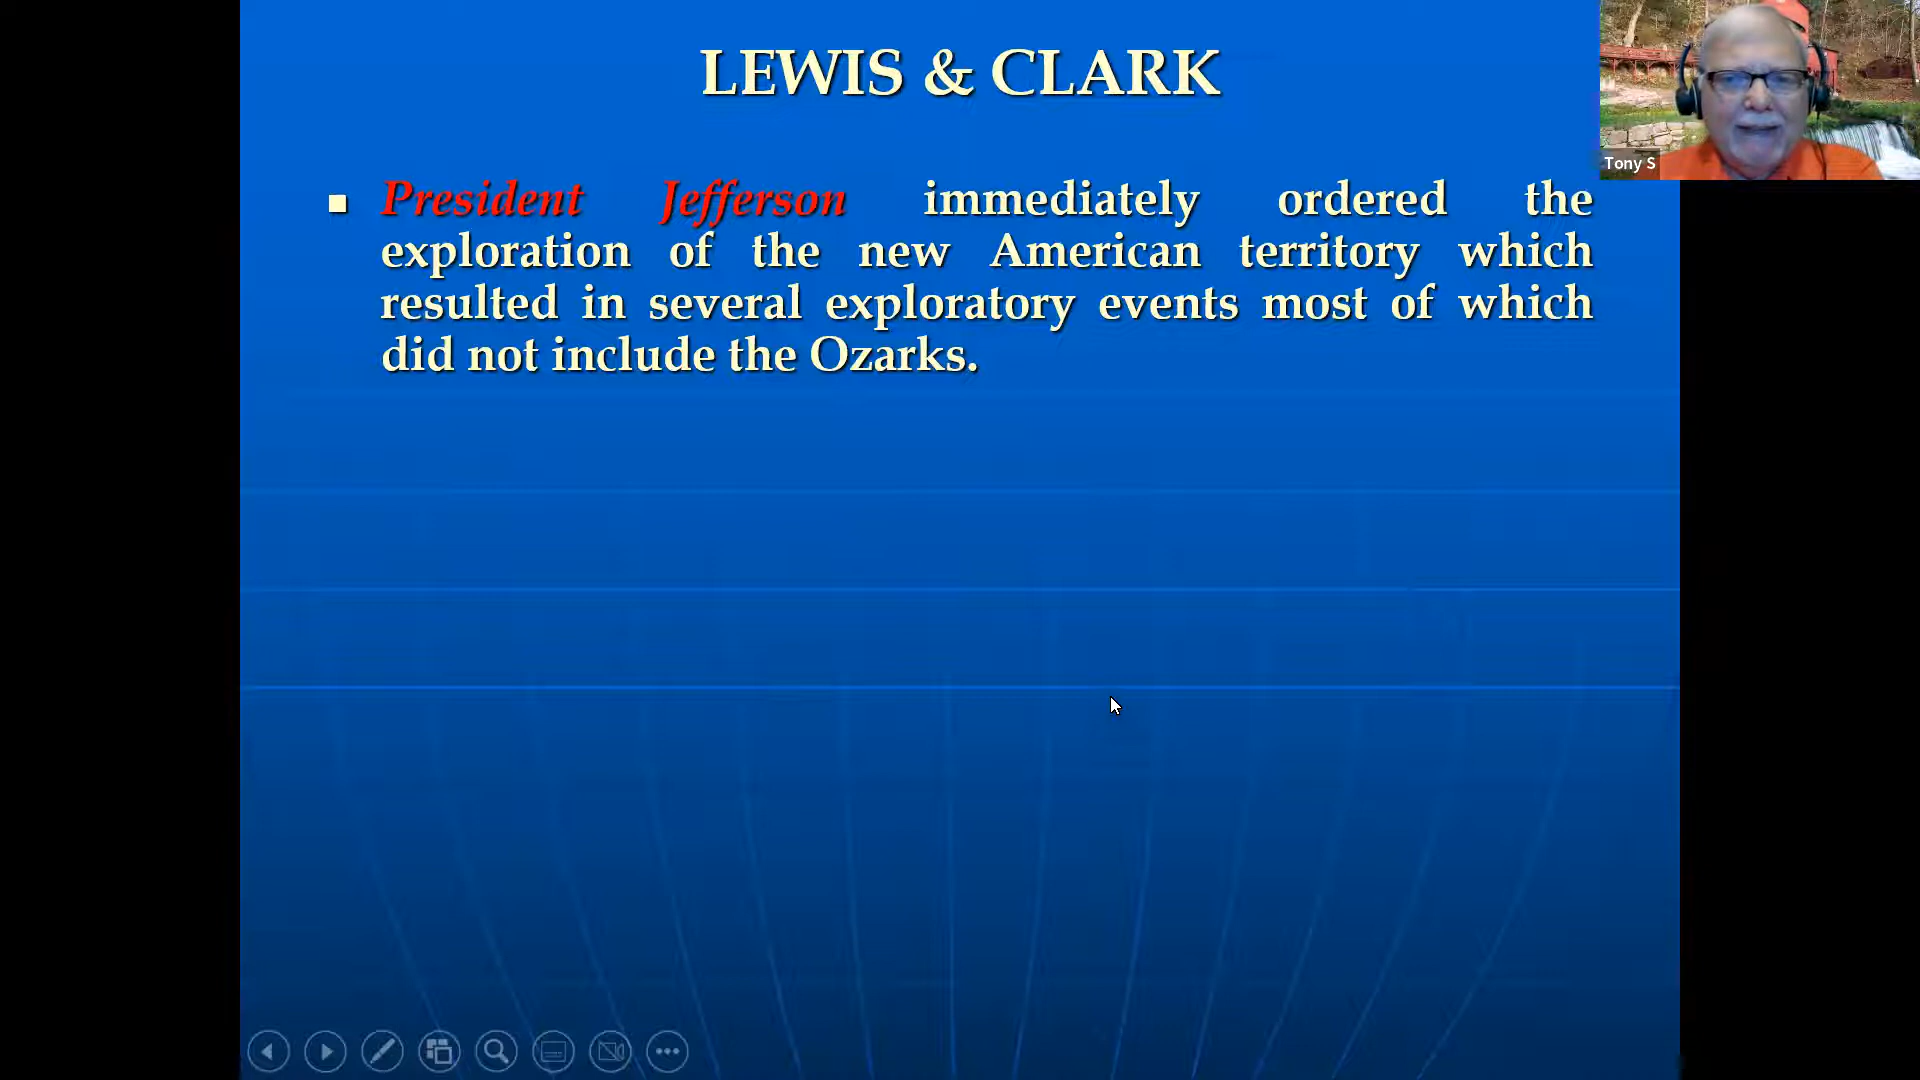 LEWIS & CLARK
President Jefferson immediately ordered the
exploration of the new American territory which
resulted in several exploratory events most of which
did not include the Ozarks.
Tony S